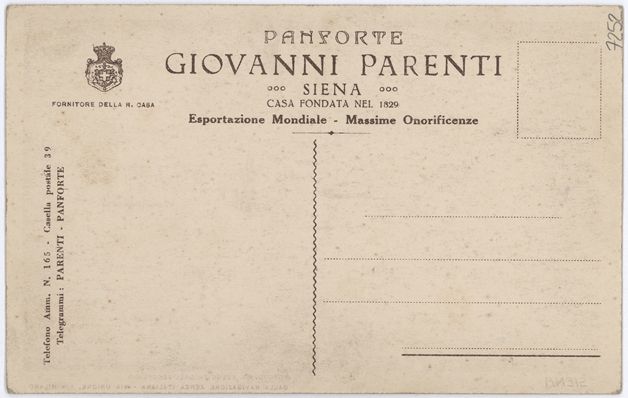 PANFORTE
GIOVANNI PARENTI
SIENA
CASA FONDATA NEL 1829
Esportazione Mondiale - Massime Onorificenze
FORNITORE DELLA R. CASA
Telefono Amm. N. 165 - Casella postale 39
Telegrammi: PARENTI - PANFORTE
7252
SIENA